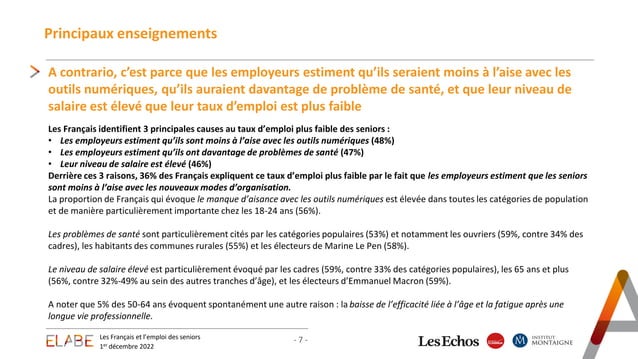 Principaux enseignements
A contrario, c’est parce que les employeurs estiment qu’ils seraient moins à l’aise avec les
outils numériques, qu’ils auraient davantage de problème de santé, et que leur niveau de
salaire est élevé que leur taux d’emploi est plus faible
Les Français identifient 3 principales causes au taux d’emploi plus faible des seniors :
• Les employeurs estiment qu’ils sont moins à l’aise avec les outils numériques (48%)
• Les employeurs estiment qu’ils ont davantage de problèmes de santé (47%)
• Leur niveau de salaire est élevé (46%)
Derrière ces 3 raisons, 36% des Français expliquent ce taux d’emploi plus faible par le fait que les employeurs estiment que les seniors
sont moins à l’aise avec les nouveaux modes d’organisation.
La proportion de Français qui évoque le manque d’aisance avec les outils numériques est élevée dans toutes les catégories de population
et de manière particulièrement importante chez les 18-24 ans (56%).
Les problèmes de santé sont particulièrement cités par les catégories populaires (53%) et notamment les ouvriers (59%, contre 34% des
cadres), les habitants des communes rurales (55%) et les électeurs de Marine Le Pen (58%).
Le niveau de salaire élevé est particulièrement évoqué par les cadres (59%, contre 33% des catégories populaires), les 65 ans et plus
(56%, contre 32%-49% au sein des autres tranches d’âge), et les électeurs d’Emmanuel Macron (59%).
A noter que 5% des 50-64 ans évoquent spontanément une autre raison : la baisse de l’efficacité liée à l’âge et la fatigue après une
longue vie professionnelle.
ELABE
Les Français et l’emploi des seniors
1er décembre 2022
- 7 -
Les Echos
INSTITUT
MONTAIGNE